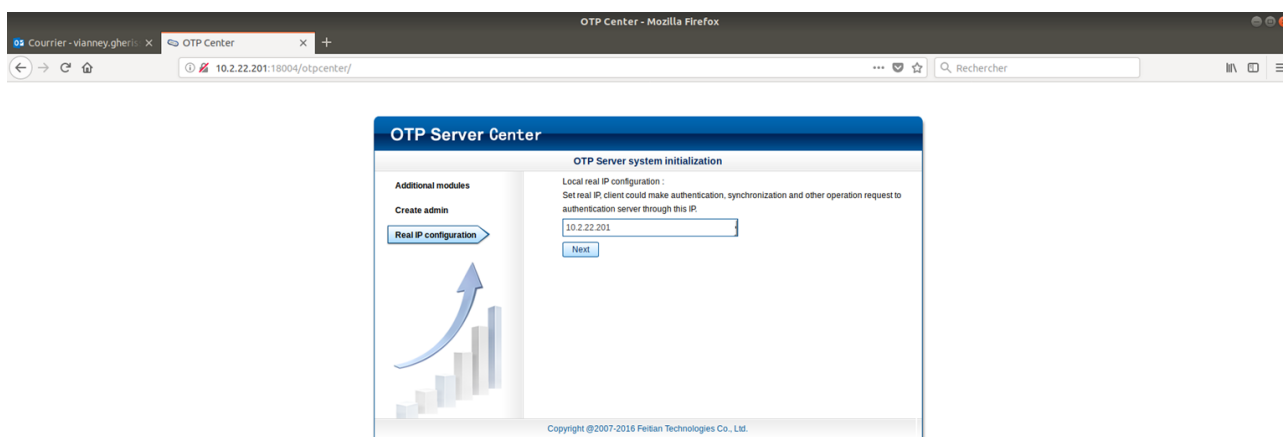 OTP Center - Mozilla Firefox
Courrier - vianney.gheris
OTP Center
10.2.22.201:18004/otpcenter/
Rechercher
OTP Server Center
OTP Server system initialization
Additional modules
Create admin
Real IP configuration
Local real IP configuration :
Set real IP, client could make authentication, synchronization and other operation request to
authentication server through this IP.
10.2.22.201
Next
Copyright @2007-2016 Feitian Technologies Co., Ltd.